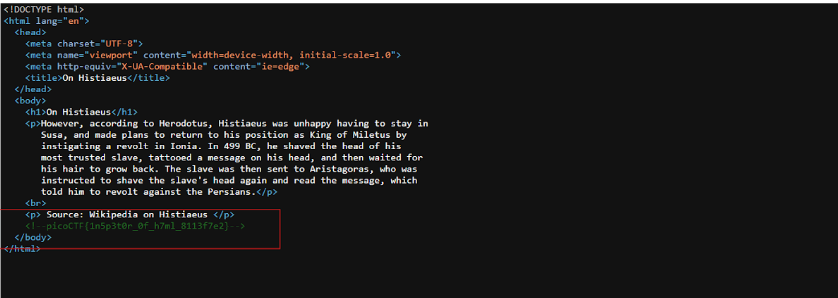 <!DOCTYPE html>
<html lang="en">
<head>
<meta charset="UTF-8">
<meta name="viewport" content="width=device-width, initial-scale=1.0">
<meta http-equiv="X-UA-Compatible" content="ie=edge">
<title>On Histiaeus</title>
</head>
<body>
<h1>On Histiaeus</h1>
<p>However, according to Herodotus, Histiaeus was unhappy having to stay in
Susa, and made plans to return to his position as King of Miletus by
instigating a revolt in Ionia. In 499 BC, he shaved the head of his
most trusted slave, tattooed a message on his head, and then waited for
his hair to grow back. The slave was then sent to Aristagoras, who was
instructed to shave the slave's head again and read the message, which
told him to revolt against the Persians.</p>
<br>
<p> Source: Wikipedia on Histiaeus </p>
<!--picoCTF{1n5p3t0r_0f_h7ml_8113f7e2}-->
</body>
</html>